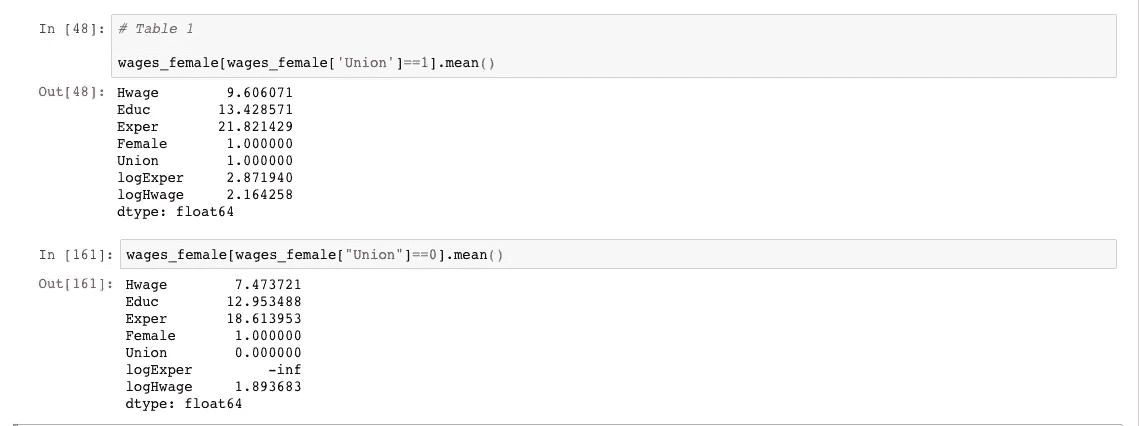 In [48]: # Table 1
wages_female[wages_female['Union']==1].mean()
Out[48]: Hwage 9.606071
Educ 13.428571
Exper 21.821429
Female 1.000000
Union 1.000000
logExper 2.871940
logHwage 2.164258
dtype: float64
In [161]: wages_female[wages_female["Union"]==0].mean()
Out[161]: Hwage 7.473721
Educ 12.953488
Exper 18.613953
Female 1.000000
Union 0.000000
logExper -inf
logHwage 1.893683
dtype: float64